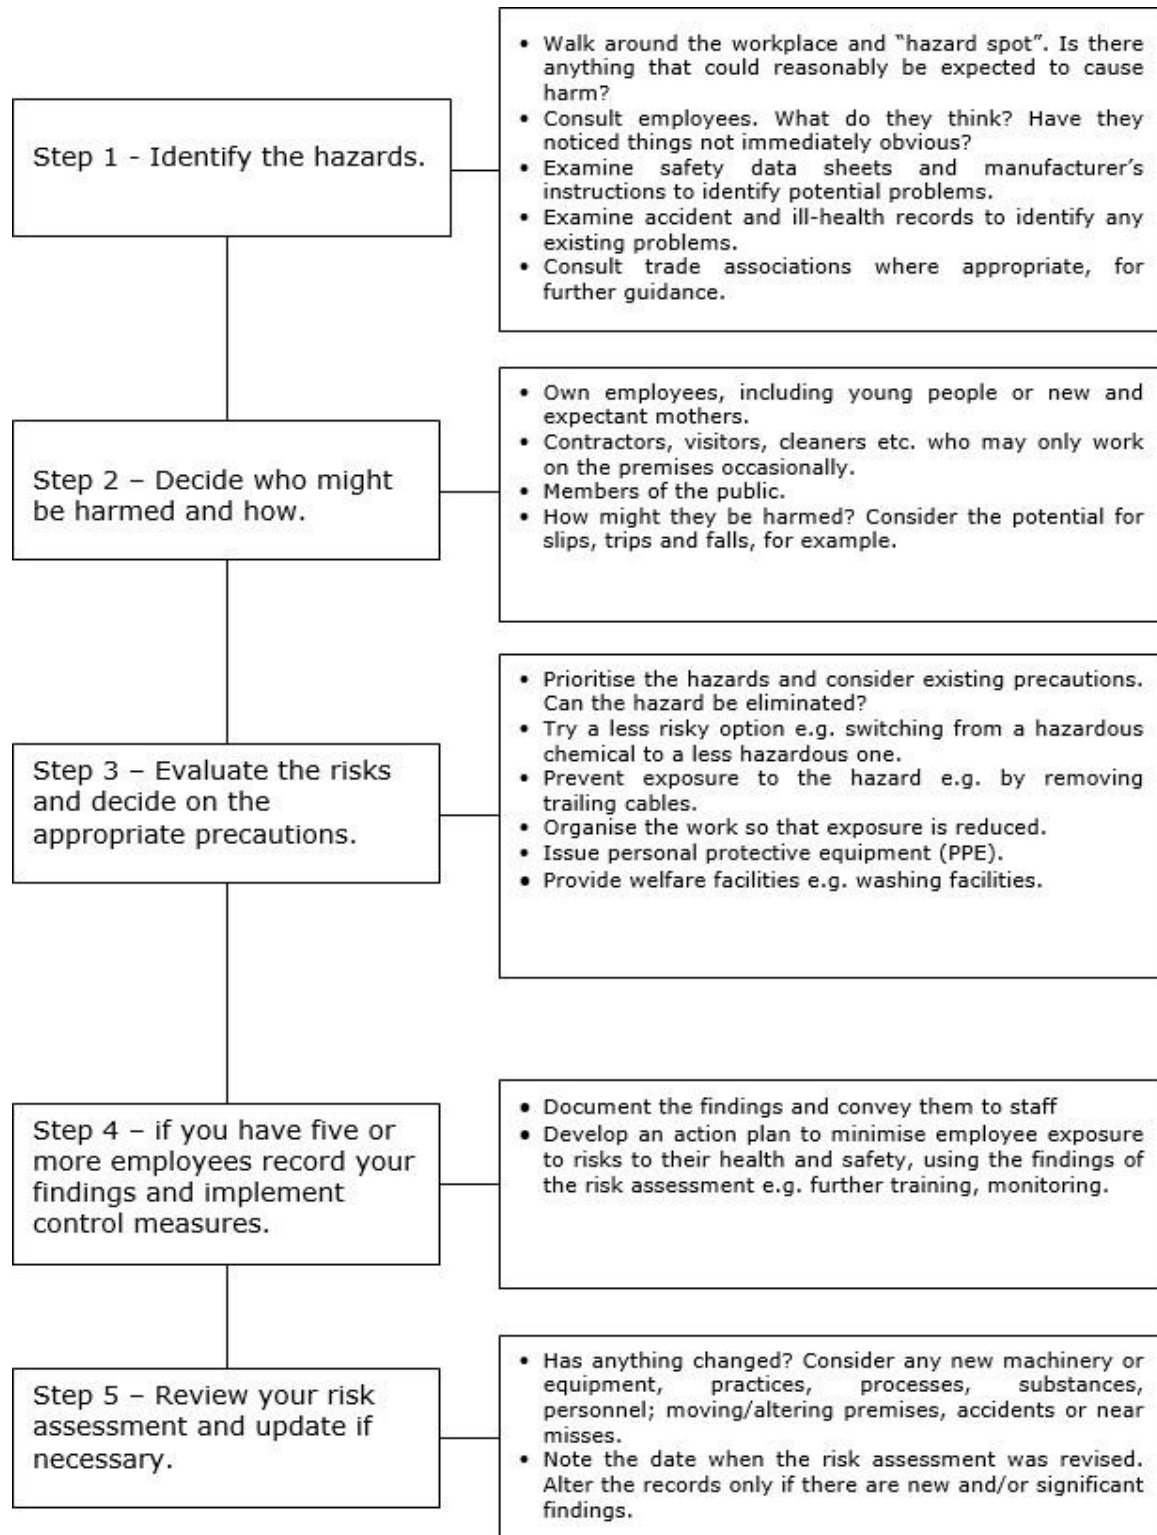 Step 1 - Identify the hazards.
• Walk around the workplace and “hazard spot”. Is there
anything that could reasonably be expected to cause
harm?
• Consult employees. What do they think? Have they
noticed things not immediately obvious?
• Examine safety data sheets and manufacturer’s
instructions to identify potential problems.
• Examine accident and ill-health records to identify any
existing problems.
• Consult trade associations where appropriate, for
further guidance.
Step 2 – Decide who might
be harmed and how.
• Own employees, including young people or new and
expectant mothers.
• Contractors, visitors, cleaners etc. who may only work
on the premises occasionally.
• Members of the public.
• How might they be harmed? Consider the potential for
slips, trips and falls, for example.
Step 3 – Evaluate the risks
and decide on the
appropriate precautions.
• Prioritise the hazards and consider existing precautions.
Can the hazard be eliminated?
• Try a less risky option e.g. switching from a hazardous
chemical to a less hazardous one.
• Prevent exposure to the hazard e.g. by removing
trailing cables.
• Organise the work so that exposure is reduced.
• Issue personal protective equipment (PPE).
• Provide welfare facilities e.g. washing facilities.
Step 4 – if you have five or
more employees record your
findings and implement
control measures.
• Document the findings and convey them to staff
• Develop an action plan to minimise employee exposure
to risks to their health and safety, using the findings of
the risk assessment e.g. further training, monitoring.
Step 5 – Review your risk
assessment and update if
necessary.
• Has anything changed? Consider any new machinery or
equipment, practices, processes, substances,
personnel; moving/altering premises, accidents or near
misses.
• Note the date when the risk assessment was revised.
Alter the records only if there are new and/or significant
findings.